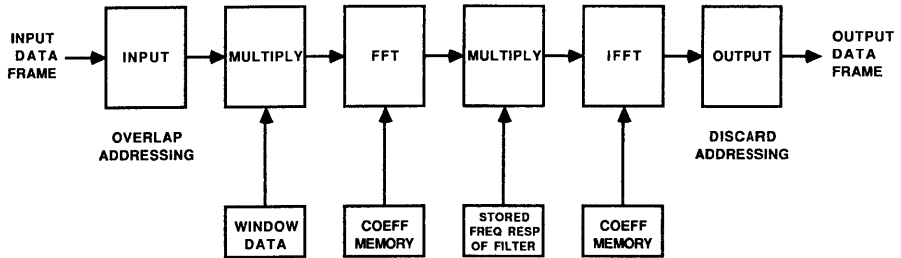 INPUT
DATA
FRAME
INPUT
MULTIPLY
FFT
MULTIPLY
IFFT
OUTPUT
OUTPUT
DATA
FRAME
OVERLAP
ADDRESSING
DISCARD
ADDRESSING
WINDOW
DATA
COEFF
MEMORY
STORED
FREQ RESP
OF FILTER
COEFF
MEMORY